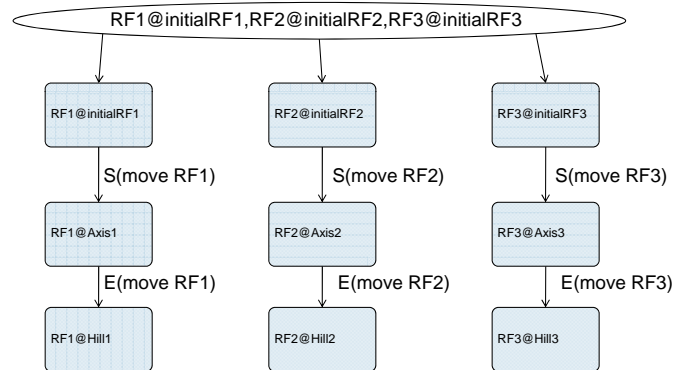 RF1@initialRF1,RF2@initialRF2,RF3@initialRF3
RF1@initialRF1
RF2@initialRF2
RF3@initialRF3
S(move RF1)
S(move RF2)
S(move RF3)
RF1@Axis1
RF2@Axis2
RF3@Axis3
E(move RF1)
E(move RF2)
E(move RF3)
RF1@Hill1
RF2@Hill2
RF3@Hill3